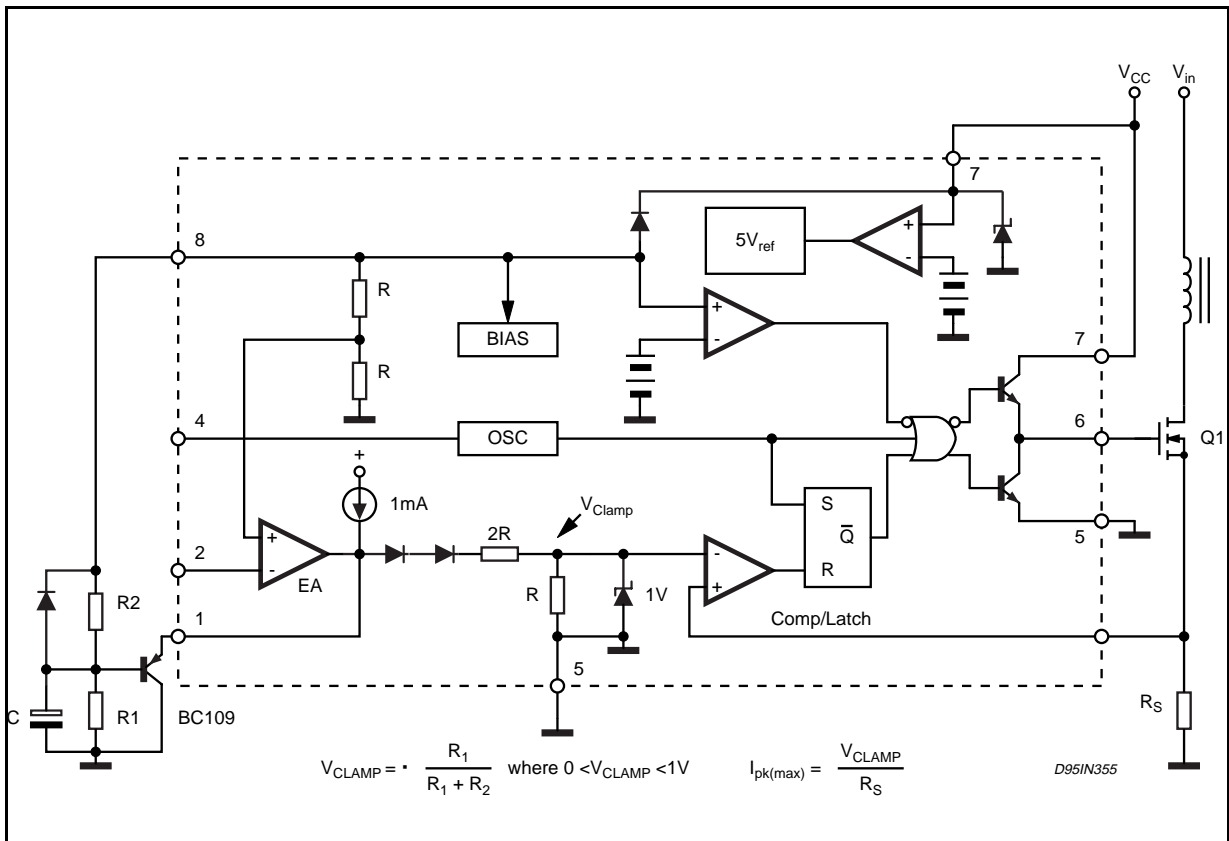 VCC
Vin
7
8
5Vref
+
-
R
BIAS
+
-
R
7
4
OSC
6
Q1
+
1mA
VClamp
S
2R
Q̅
5
2
+
-
EA
-
+
R
R
1V
R2
1
Comp/Latch
5
C
R1
BC109
RS
VCLAMP = · R1 / R1 + R2 where 0 <VCLAMP <1V
Ipk(max) = VCLAMP / RS
D95IN355